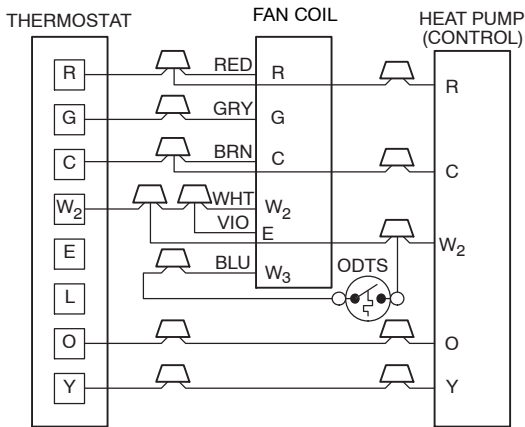 THERMOSTAT
FAN COIL
HEAT PUMP
(CONTROL)
R
RED
R
R
G
GRY
G
C
BRN
C
C
W2
WHT
W2
VIO
E
W2
E
BLU
W3
ODTS
L
O
O
Y
Y